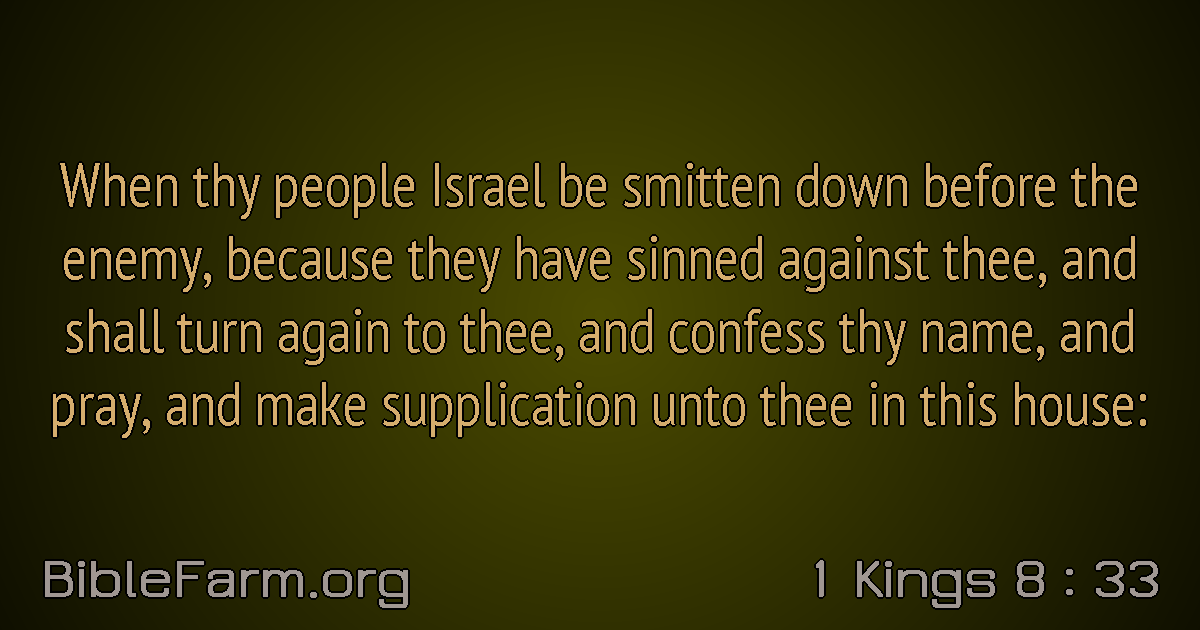 When thy people Israel be smitten down before the
enemy, because they have sinned against thee, and
shall turn again to thee, and confess thy name, and
pray, and make supplication unto thee in this house:
BibleFarm.org
1 Kings 8 : 33